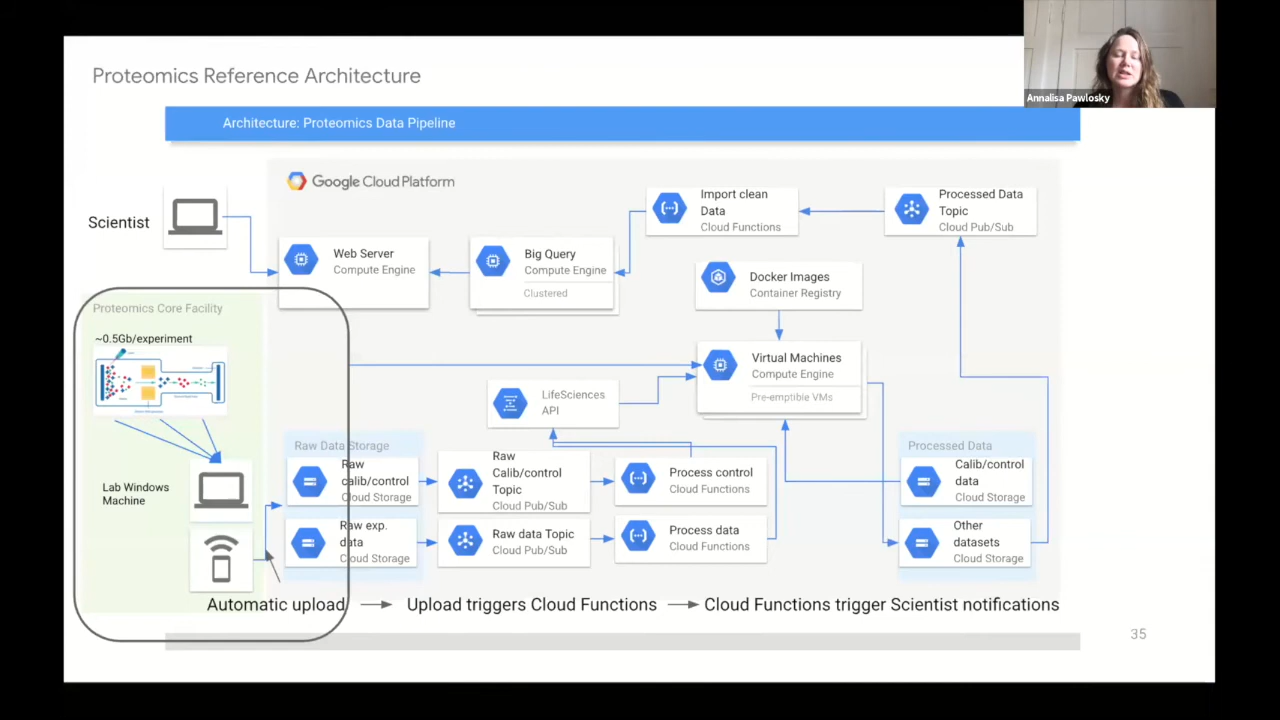 Proteomics Reference Architecture
Annalisa Pawlosky
Architecture: Proteomics Data Pipeline
Google Cloud Platform
Scientist
Web Server
Compute Engine
Big Query
Compute Engine
Clustered
Import clean
Data
Cloud Functions
Processed Data
Topic
Cloud Pub/Sub
Docker Images
Container Registry
Proteomics Core Facility
~0.5Gb/experiment
Virtual Machines
Compute Engine
Pre-emptible VMs
LifeSciences
API
Lab Windows
Machine
Raw Data Storage
Raw
calib/control
Cloud Storage
Raw
Calib/control
Topic
Cloud Pub/Sub
Process control
Cloud Functions
Processed Data
Calib/control
data
Cloud Storage
Raw exp.
data
Cloud Storage
Raw data Topic
Cloud Pub/Sub
Process data
Cloud Functions
Other
datasets
Cloud Storage
Automatic upload
Upload triggers Cloud Functions
Cloud Functions trigger Scientist notifications
35